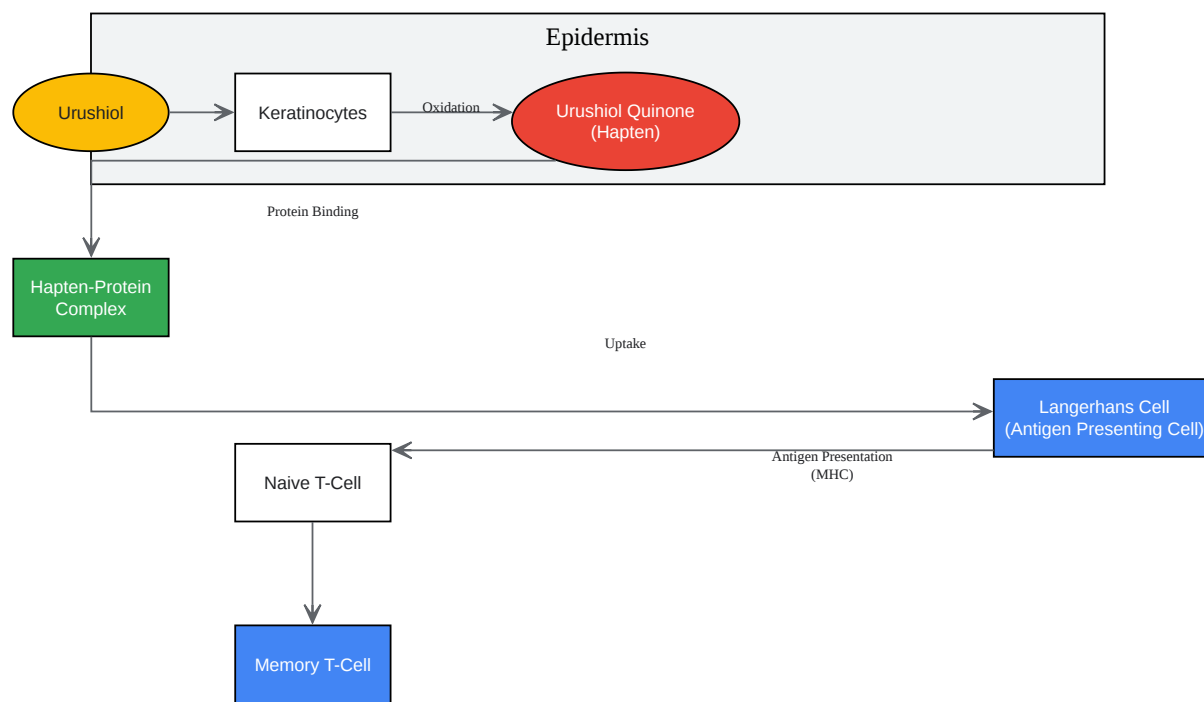 Epidermis
Urushiol
Keratinocytes
Oxidation
Urushiol Quinone
(Hapten)
Protein Binding
Hapten-Protein
Complex
Uptake
Langerhans Cell
(Antigen Presenting Cell)
Antigen Presentation
(MHC)
Naive T-Cell
Memory T-Cell